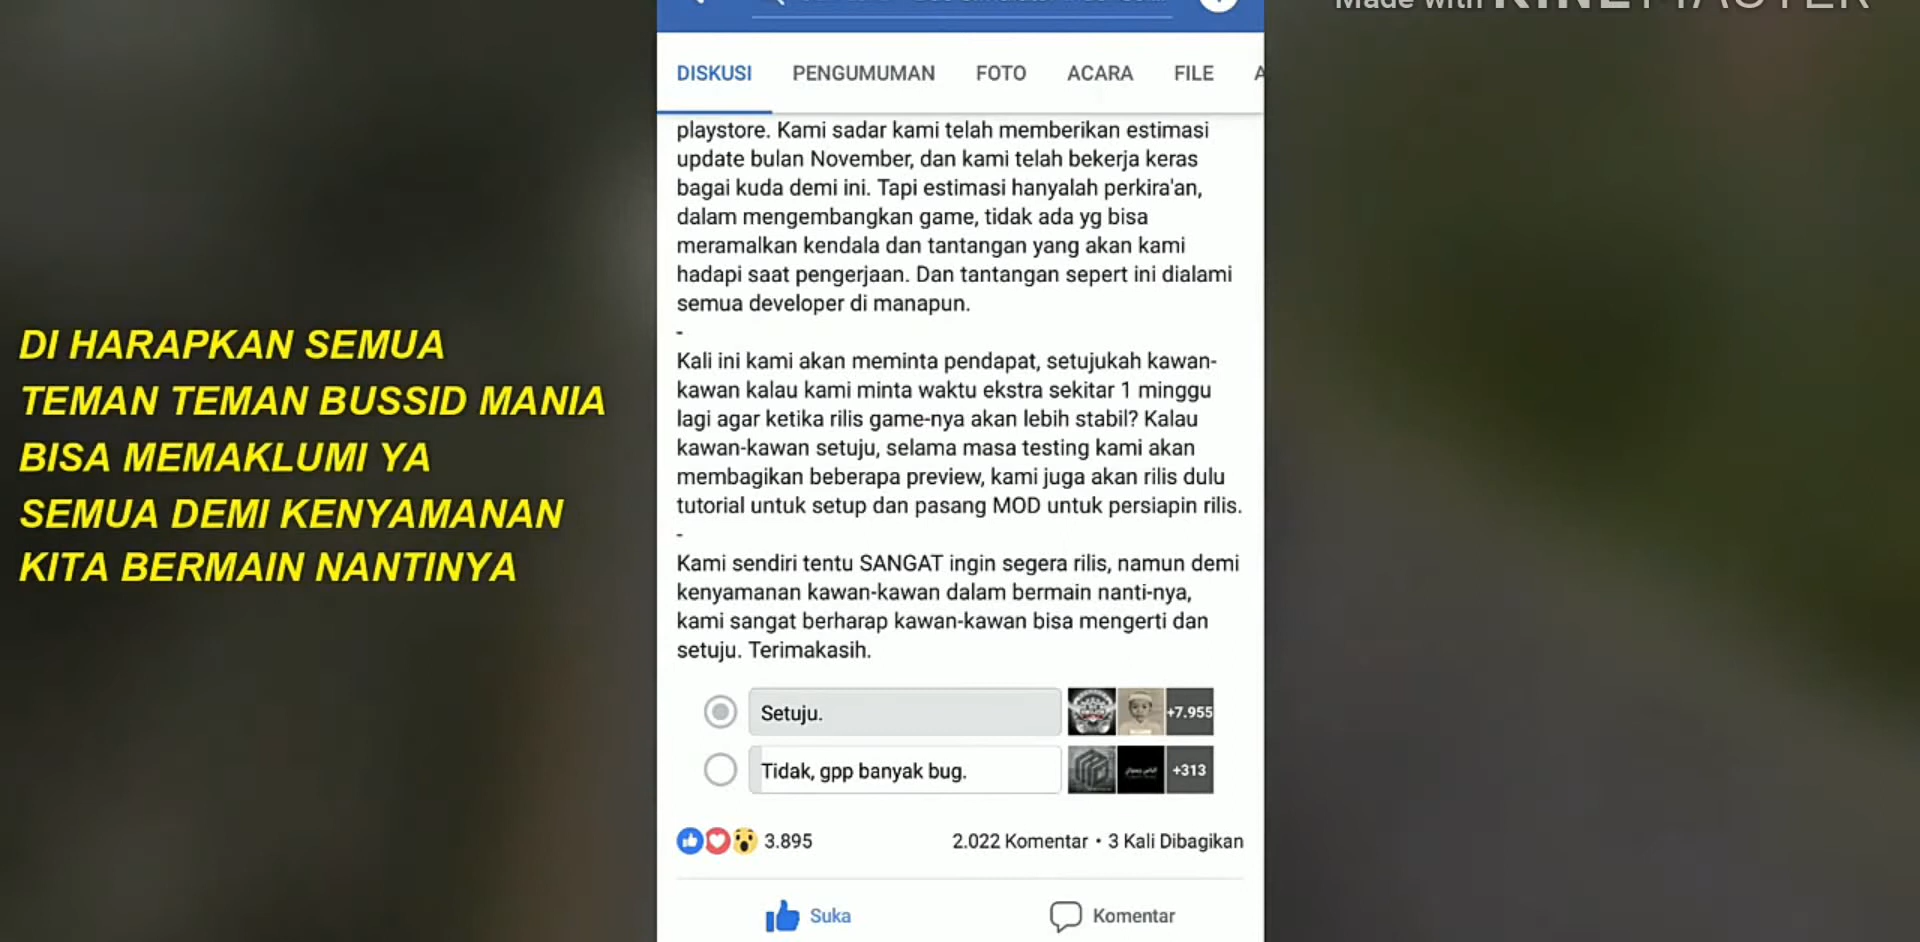 Made with KINEMASTER
DISKUSI PENGUMUMAN FOTO ACARA FILE A
playstore. Kami sadar kami telah memberikan estimasi
update bulan November, dan kami telah bekerja keras
bagai kuda demi ini. Tapi estimasi hanyalah perkira'an,
dalam mengembangkan game, tidak ada yg bisa
meramalkan kendala dan tantangan yang akan kami
hadapi saat pengerjaan. Dan tantangan sepert ini dialami
semua developer di manapun.
-
Kali ini kami akan meminta pendapat, setujukah kawan-
kawan kalau kami minta waktu ekstra sekitar 1 minggu
lagi agar ketika rilis game-nya akan lebih stabil? Kalau
kawan-kawan setuju, selama masa testing kami akan
membagikan beberapa preview, kami juga akan rilis dulu
tutorial untuk setup dan pasang MOD untuk persiapin rilis.
-
Kami sendiri tentu SANGAT ingin segera rilis, namun demi
kenyamanan kawan-kawan dalam bermain nanti-nya,
kami sangat berharap kawan-kawan bisa mengerti dan
setuju. Terimakasih.
Setuju. +7.955
Tidak, gpp banyak bug. +313
3.895 2.022 Komentar • 3 Kali Dibagikan
Suka Komentar
DI HARAPKAN SEMUA
TEMAN TEMAN BUSSID MANIA
BISA MEMAKLUMI YA
SEMUA DEMI KENYAMANAN
KITA BERMAIN NANTINYA